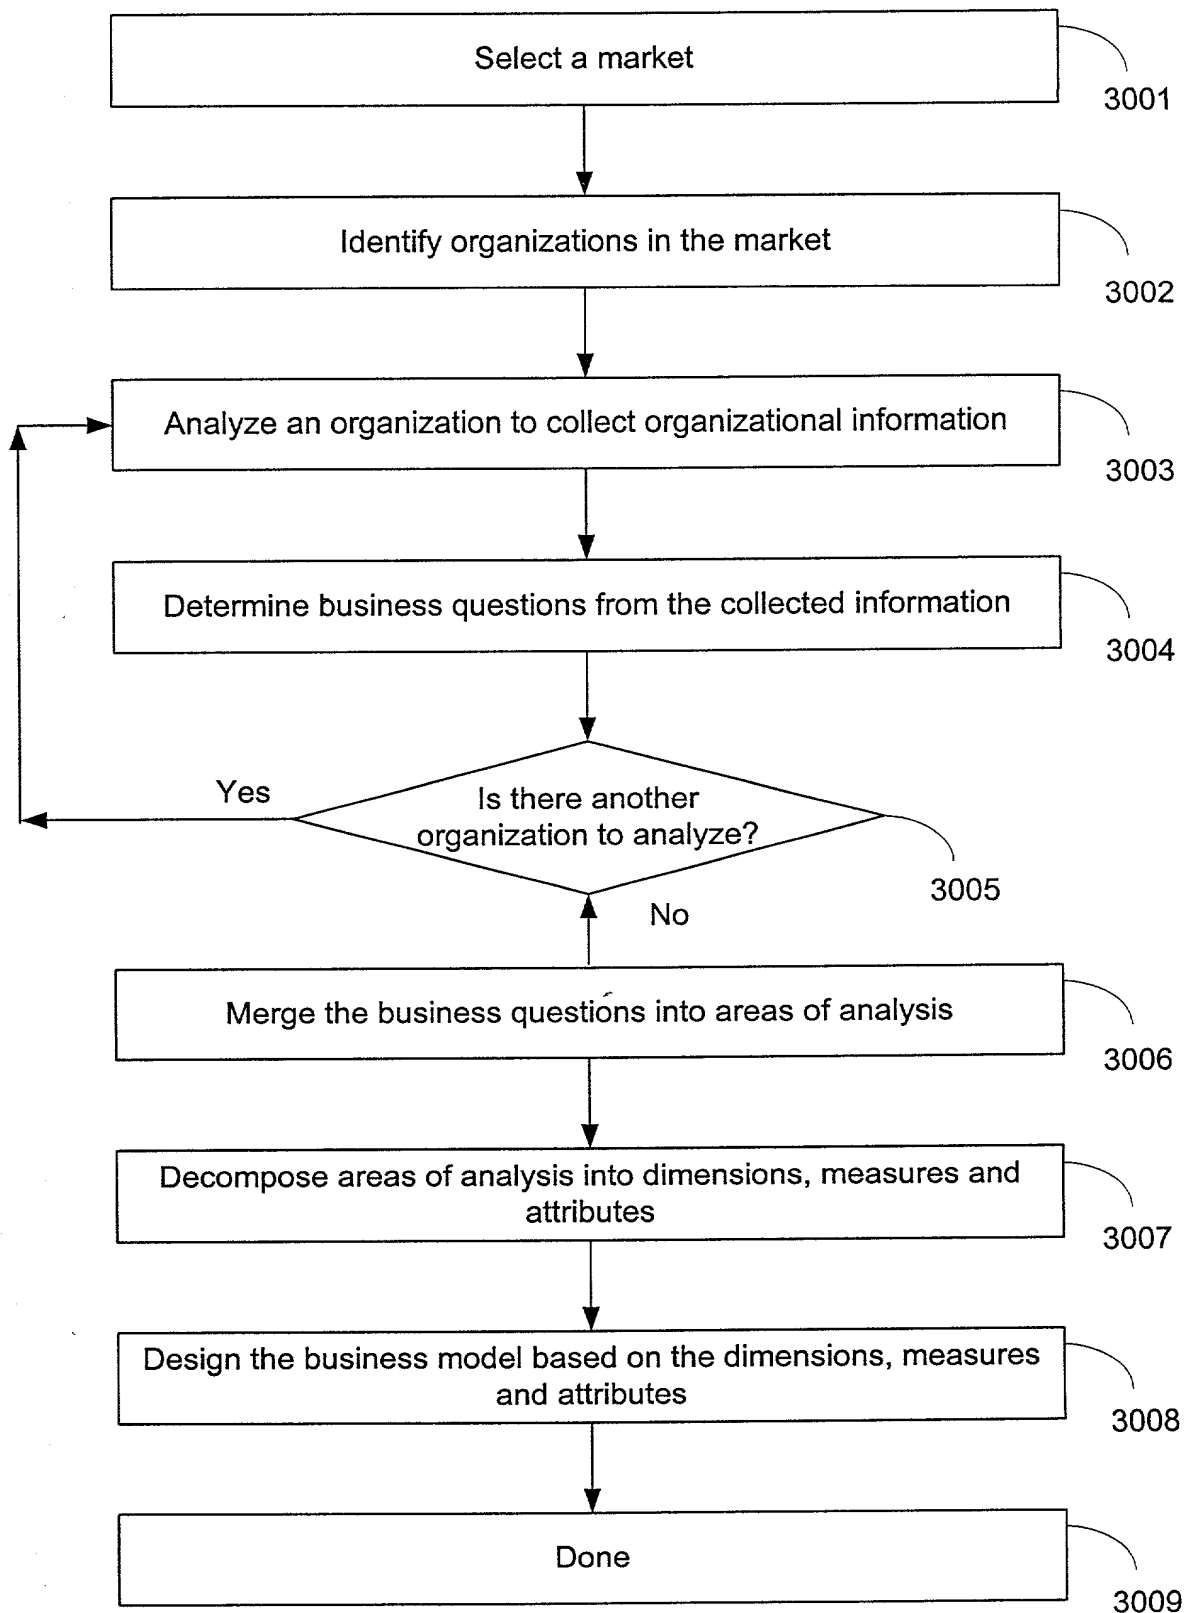 Select a market
3001
Identify organizations in the market
3002
Analyze an organization to collect organizational information
3003
Determine business questions from the collected information
3004
Yes
Is there another
organization to analyze?
3005
No
Merge the business questions into areas of analysis
3006
Decompose areas of analysis into dimensions, measures and
attributes
3007
Design the business model based on the dimensions, measures
and attributes
3008
Done
3009